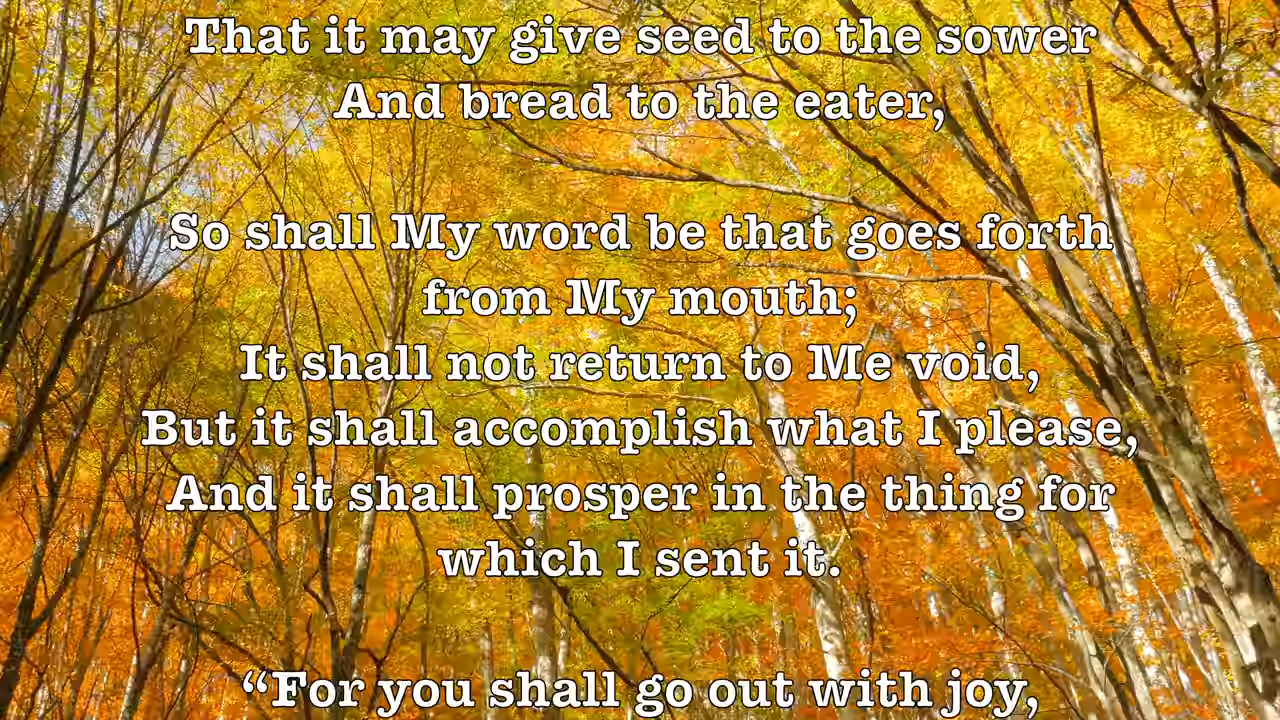 That it may give seed to the sower
And bread to the eater,
So shall My word be that goes forth
from My mouth;
It shall not return to Me void,
But it shall accomplish what I please,
And it shall prosper in the thing for
which I sent it.
“For you shall go out with joy,